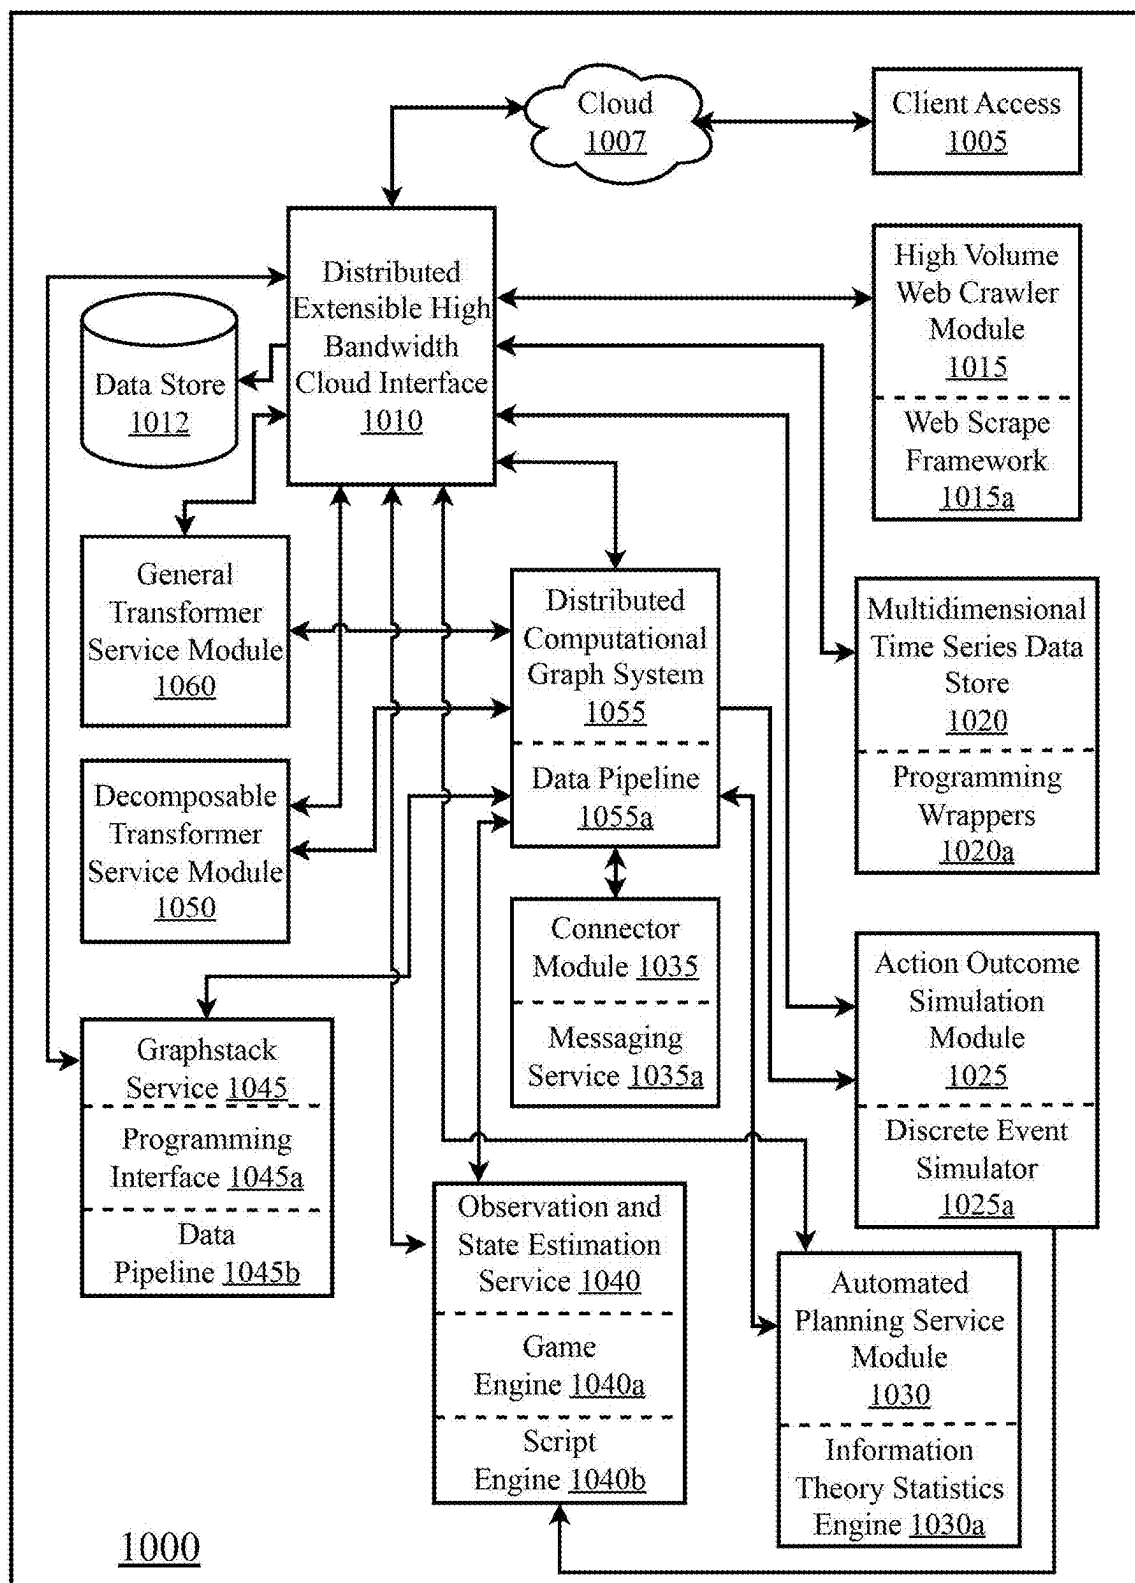 Cloud
1007
Client Access
1005
Distributed
Extensible High
Bandwidth
Cloud Interface
1010
High Volume
Web Crawler
Module
1015
Web Scrape
Framework
1015a
Data Store
1012
General
Transformer
Service Module
1060
Distributed
Computational
Graph System
1055
Data Pipeline
1055a
Multidimensional
Time Series Data
Store
1020
Programming
Wrappers
1020a
Decomposable
Transformer
Service Module
1050
Connector
Module 1035
Messaging
Service 1035a
Action Outcome
Simulation
Module
1025
Discrete Event
Simulator
1025a
Graphstack
Service 1045
Programming
Interface 1045a
Data
Pipeline 1045b
Observation and
State Estimation
Service 1040
Game
Engine 1040a
Script
Engine 1040b
Automated
Planning Service
Module
1030
Information
Theory Statistics
Engine 1030a
1000